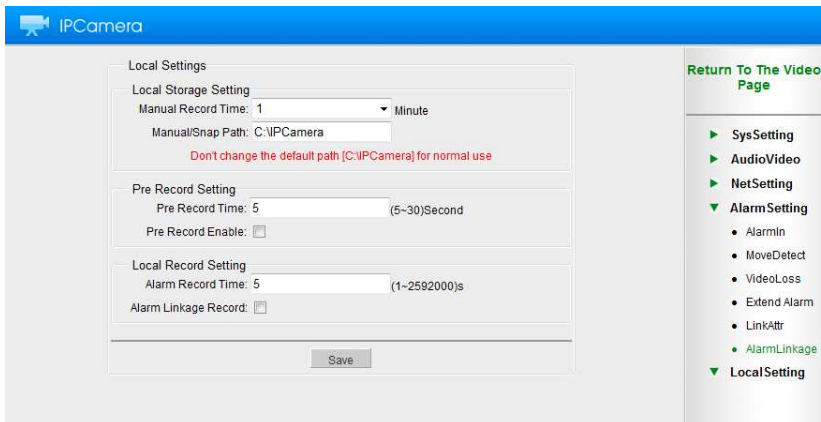 IPCamera
Local Settings
Local Storage Setting
Manual Record Time: 1 Minute
Manual/Snap Path: C:\IPCamera
Don't change the default path [C:\IPCamera] for normal use
Pre Record Setting
Pre Record Time: 5 (5~30)Second
Pre Record Enable:
Local Record Setting
Alarm Record Time: 5 (1~2592000)s
Alarm Linkage Record:
Save
Return To The Video
Page
SysSetting
AudioVideo
NetSetting
AlarmSetting
AlarmIn
MoveDetect
VideoLoss
Extend Alarm
LinkAttr
AlarmLinkage
LocalSetting